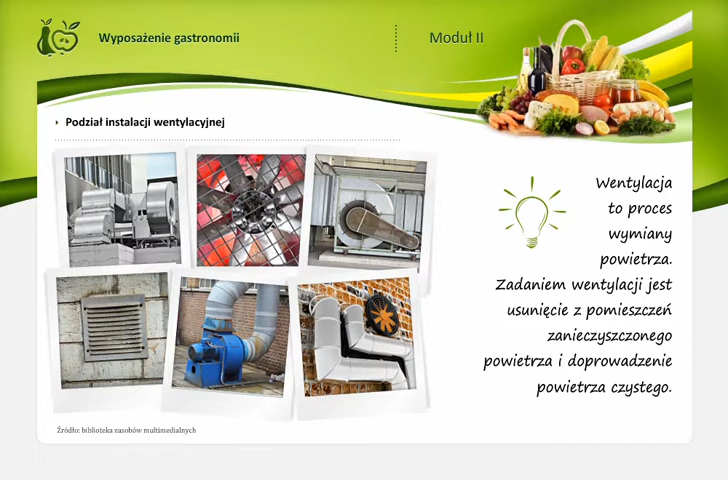 Wyposażenie gastronomii
Moduł II
Podział instalacji wentylacyjnej
Wentylacja
to proces
wymiany
powietrza.
Zadaniem wentylacji jest
usunięcie z pomieszczeń
zanieczyszczonego
powietrza i doprowadzenie
powietrza czystego.
Źródło: biblioteka zasobów multimedialnych